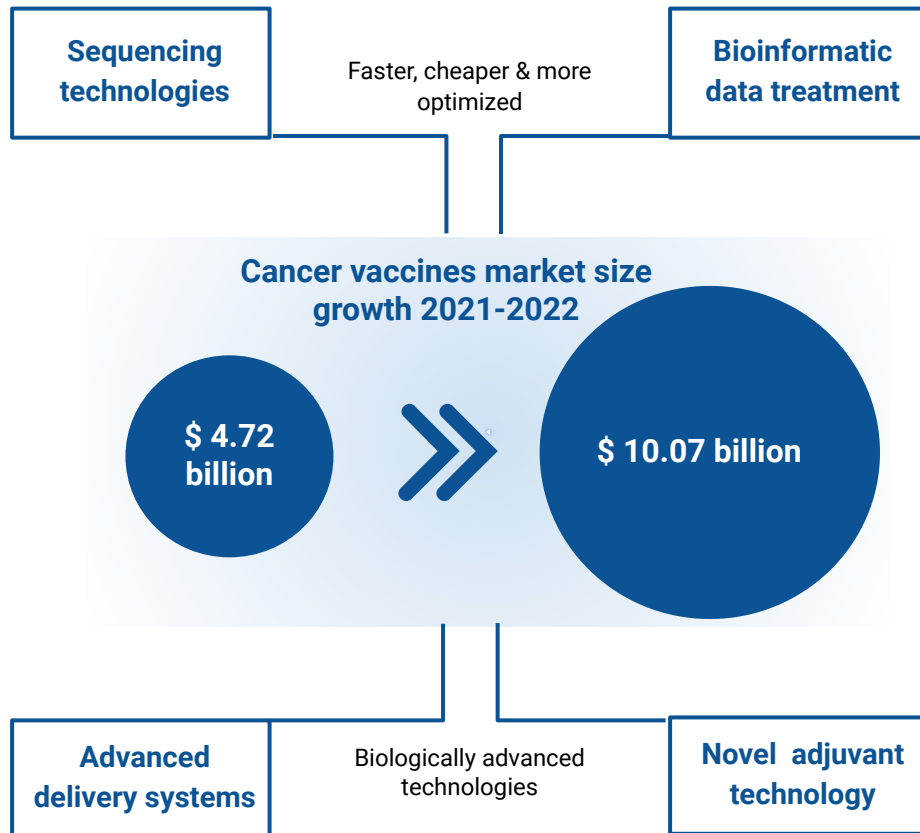 Sequencing
technologies
Faster, cheaper & more
optimized
Bioinformatic
data treatment
Cancer vaccines market size
growth 2021-2022
$ 4.72
billion
$ 10.07 billion
Advanced
delivery systems
Biologically advanced
technologies
Novel adjuvant
technology